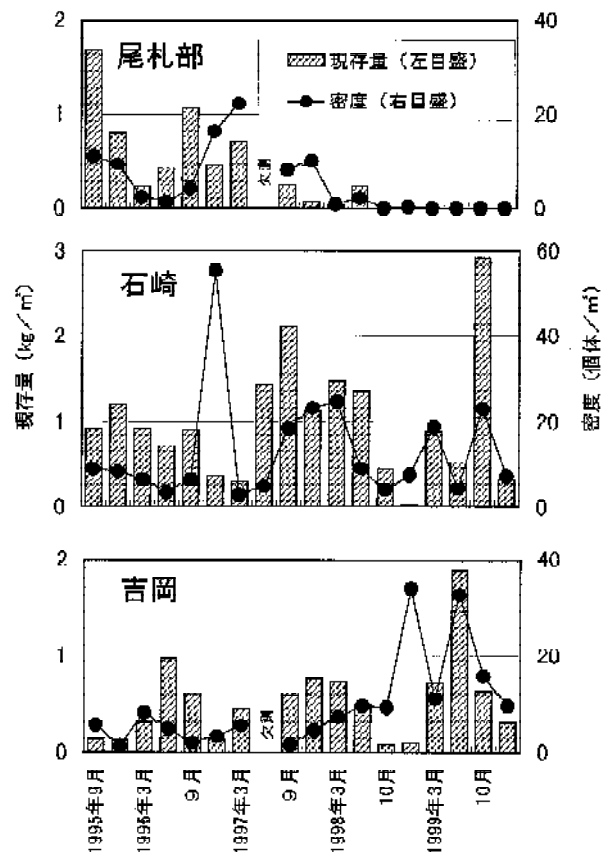 尾札部
現存量（左目盛）
密度（右目盛）
2
1
0
40
20
0
欠測
石崎
3
2
1
0
60
40
20
0
現存量（kg／㎡）
密度（個体／㎡）
吉岡
2
1
0
40
20
0
欠測
1995年9月
1996年3月
9月
1997年3月
9月
1998年3月
10月
1999年3月
10月